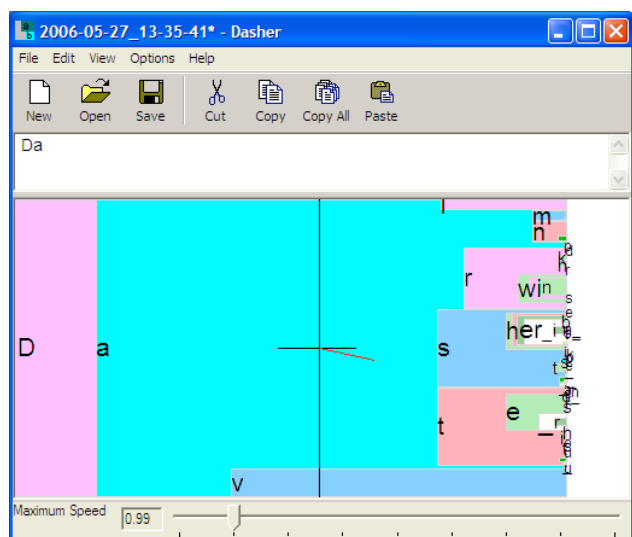 2006-05-27_13-35-41* - Dasher
File Edit View Options Help
New Open Save Cut Copy Copy All Paste
Da
m
n
r
win
her_i
D a s
e
t
v
Maximum Speed 0.99